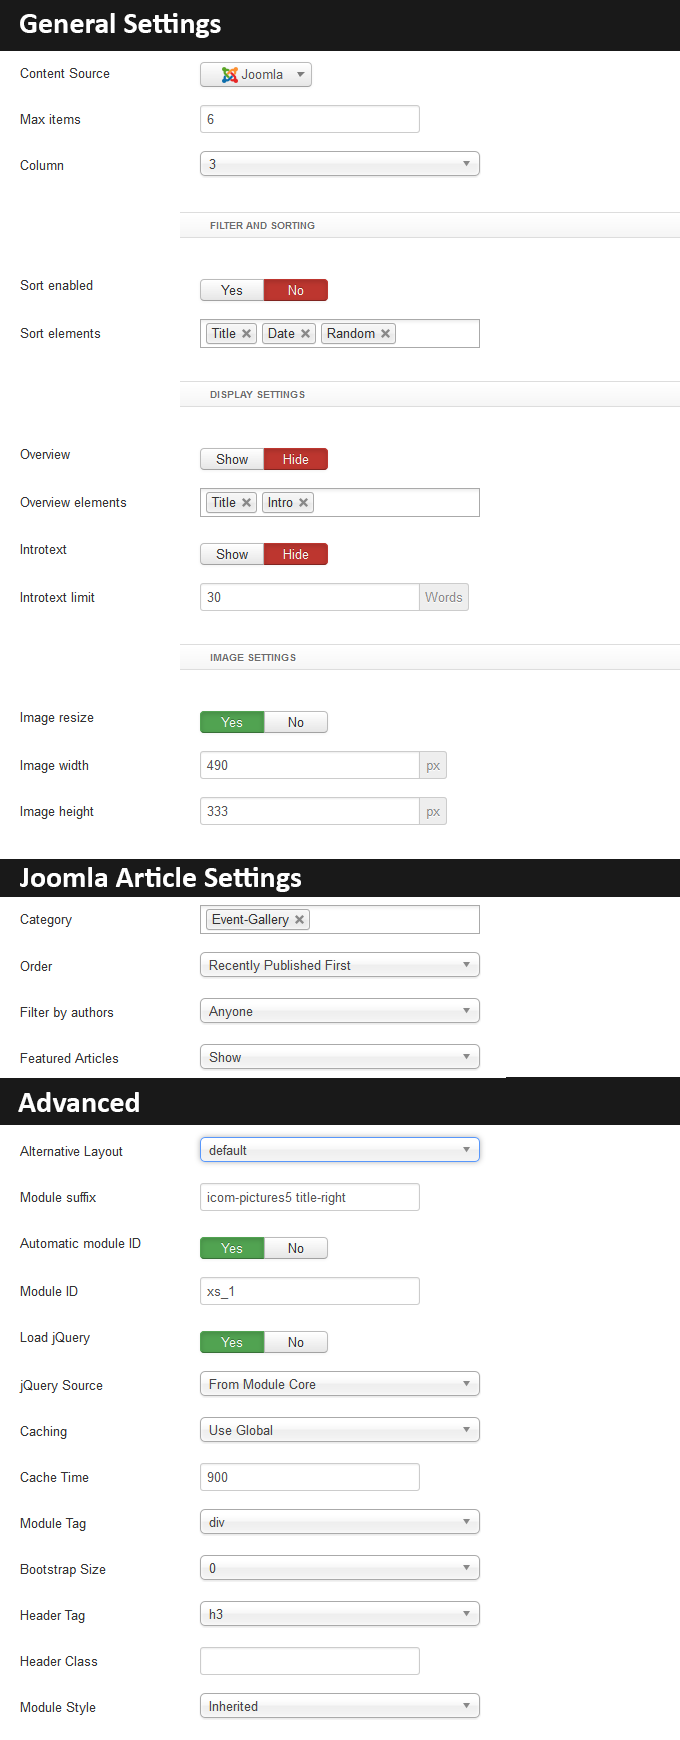 General Settings
Content Source Joomla
Max items 6
Column 3
FILTER AND SORTING
Sort enabled Yes No
Sort elements Title Date Random
DISPLAY SETTINGS
Overview Show Hide
Overview elements Title Intro
Introtext Show Hide
Introtext limit 30 Words
IMAGE SETTINGS
Image resize Yes No
Image width 490 px
Image height 333 px
Joomla Article Settings
Category Event-Gallery
Order Recently Published First
Filter by authors Anyone
Featured Articles Show
Advanced
Alternative Layout default
Module suffix icom-pictures5 title-right
Automatic module ID Yes No
Module ID xs_1
Load jQuery Yes No
jQuery Source From Module Core
Caching Use Global
Cache Time 900
Module Tag div
Bootstrap Size 0
Header Tag h3
Header Class
Module Style Inherited